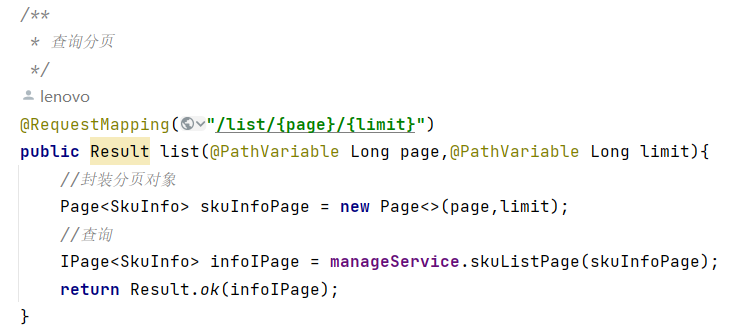 /**
 * 查询分页
 */
lenovo
@RequestMapping("/list/{page}/{limit}")
public Result list(@PathVariable Long page,@PathVariable Long limit){
    //封装分页对象
    Page<SkuInfo> skuInfoPage = new Page<>(page,limit);
    //查询
    IPage<SkuInfo> infoIPage = manageService.skuListPage(skuInfoPage);
    return Result.ok(infoIPage);
}